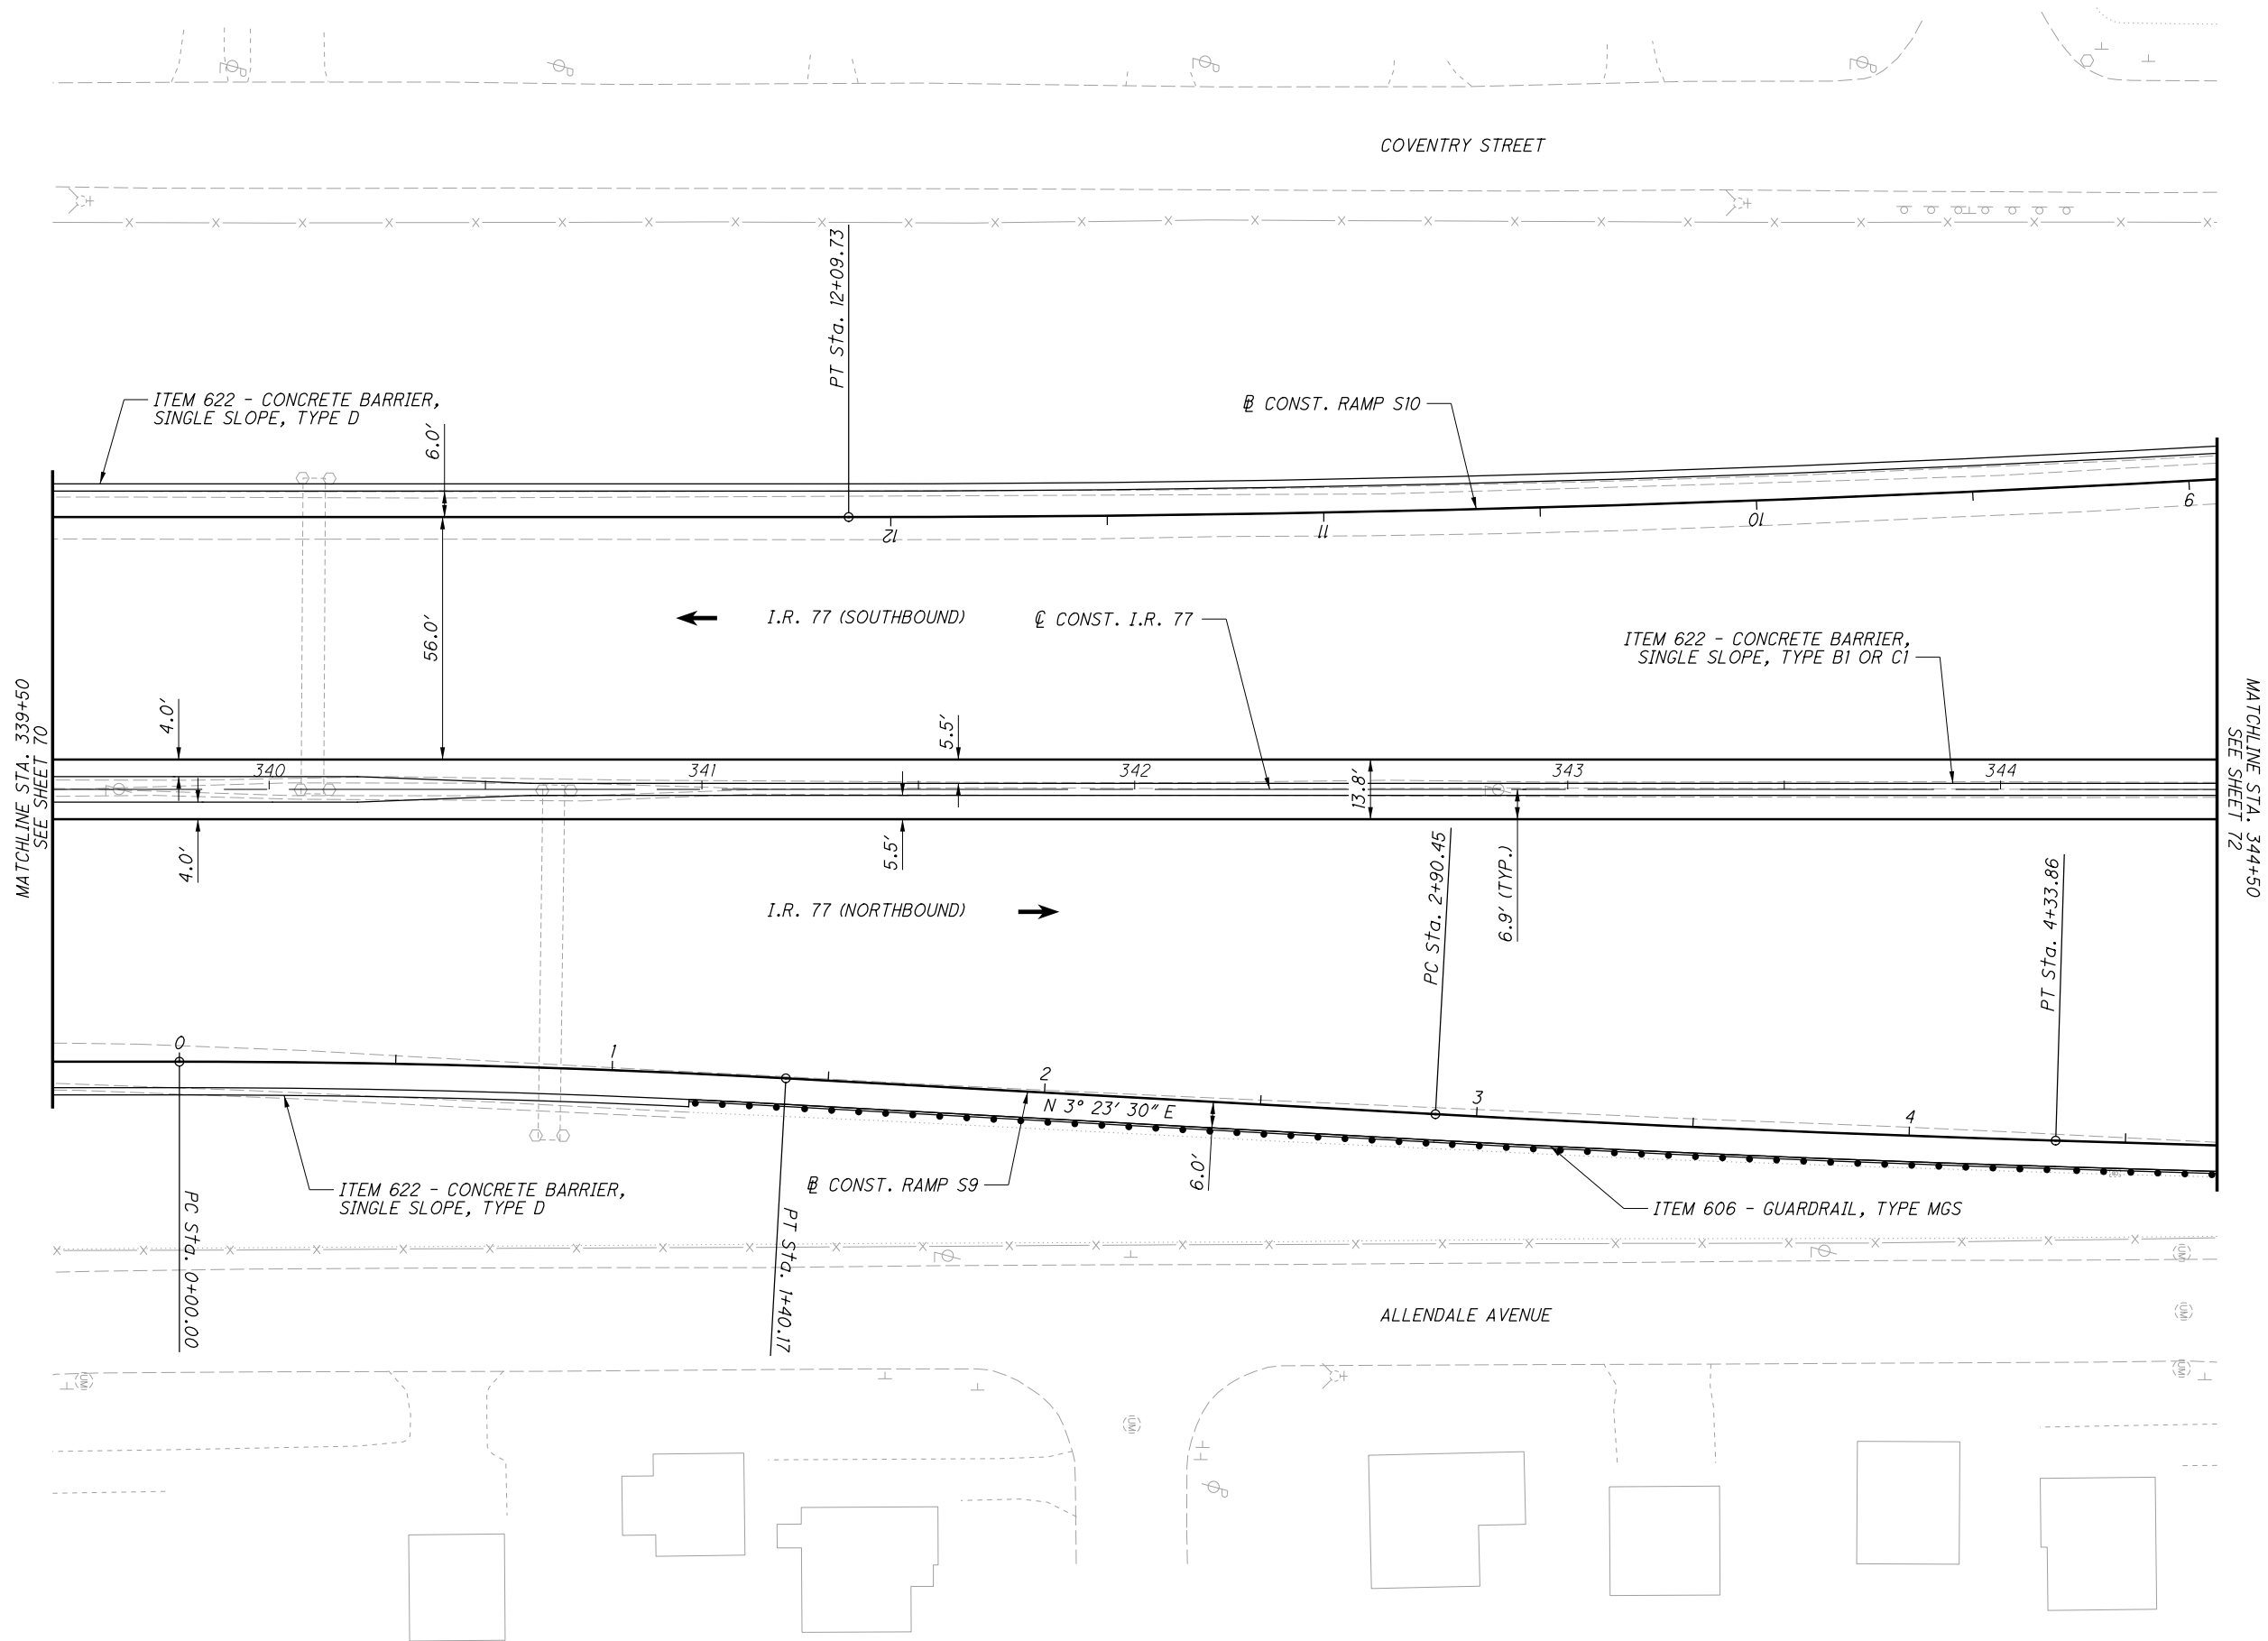 COVENTRY STREET
PT Sta. 12+09.73
ITEM 622 - CONCRETE BARRIER,
SINGLE SLOPE, TYPE D
6.0'
℄ CONST. RAMP S10
12
11
10
9
56.0'
I.R. 77 (SOUTHBOUND)
℄ CONST. I.R. 77
ITEM 622 - CONCRETE BARRIER,
SINGLE SLOPE, TYPE B1 OR C1
MATCHLINE STA. 339+50
SEE SHEET 70
MATCHLINE STA. 344+50
SEE SHEET 72
4.0'
5.5'
340
341
342
343
344
13.8'
4.0'
5.5'
6.9' (TYP.)
PC Sta. 2+90.45
PT Sta. 4+33.86
I.R. 77 (NORTHBOUND)
0
1
2
3
4
N 3° 23' 30" E
6.0'
℄ CONST. RAMP S9
ITEM 622 - CONCRETE BARRIER,
SINGLE SLOPE, TYPE D
ITEM 606 - GUARDRAIL, TYPE MGS
PC Sta. 0+00.00
PT Sta. 1+40.17
ALLENDALE AVENUE
UM
UM
UM
UM
UM